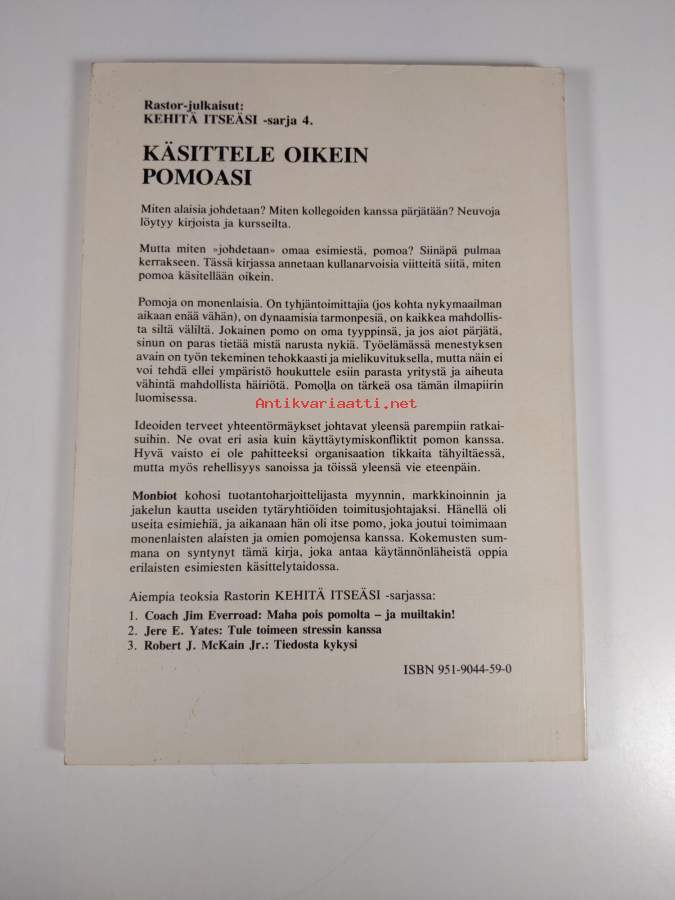 Rastor-julkaisut:
KEHITÄ ITSEÄSI -sarja 4.
KÄSITTELE OIKEIN
POMOASI
Miten alaisia johdetaan? Miten kollegoiden kanssa pärjätään? Neuvoja
löytyy kirjoista ja kursseilta.
Mutta miten »johdetaan» omaa esimiestä, pomoa? Siinäpä pulmaa
kerrakseen. Tässä kirjassa annetaan kullanarvoisia viitteitä siitä, miten
pomoa käsitellään oikein.
Pomoja on monenlaisia. On tyhjäntoimittajia (jos kohta nykymaailman
aikaan enää vähän), on dynaamisia tarmonpesiä, on kaikkea mahdollis-
ta siltä väliltä. Jokainen pomo on oma tyyppinsä, ja jos aiot pärjätä,
sinun on paras tietää mistä narusta nykiä. Työelämässä menestyksen
avain on työn tekeminen tehokkaasti ja mielikuvituksella, mutta näin ei
voi tehdä ellei ympäristö houkuttele esiin parasta yritystä ja aiheuta
vähintä mahdollista häiriötä. Pomolla on tärkeä osa tämän ilmapiirin
luomisessa.
Antikvariaatti.net
Ideoiden terveet yhteentörmäykset johtavat yleensä parempiin ratkai-
suihin. Ne ovat eri asia kuin käyttäytymiskonfliktit pomon kanssa.
Hyvä vaisto ei ole pahitteeksi organisaation tikkaita tähyiltäessä,
mutta myös rehellisyys sanoissa ja töissä yleensä vie eteenpäin.
Monbiot kohosi tuotantoharjoittelijasta myynnin, markkinoinnin ja
jakelun kautta useiden tytäryhtiöiden toimitusjohtajaksi. Hänellä oli
useita esimiehiä, ja aikanaan hän oli itse pomo, joka joutui toimimaan
monenlaisten alaisten ja omien pomojensa kanssa. Kokemusten sum-
mana on syntynyt tämä kirja, joka antaa käytännönläheistä oppia
erilaisten esimiesten käsittelytaidossa.
Aiempia teoksia Rastorin KEHITÄ ITSEÄSI -sarjassa:
1. Coach Jim Everroad: Maha pois pomolta – ja muiltakin!
2. Jere E. Yates: Tule toimeen stressin kanssa
3. Robert J. McKain Jr.: Tiedosta kykysi
ISBN 951-9044-59-0